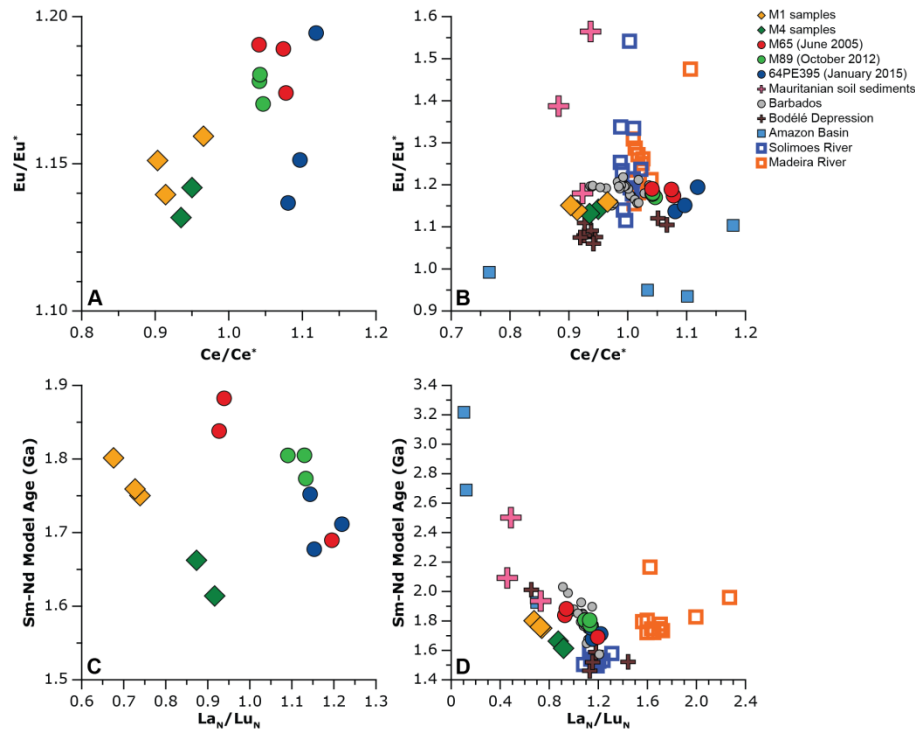 1.20
1.15
1.10
Eu/Eu*
A
0.8
0.9
1.0
1.1
1.2
Ce/Ce*
1.6
1.5
1.4
1.3
1.2
1.1
1.0
0.9
Eu/Eu*
B
0.7
0.9
1.0
1.1
1.2
Ce/Ce*
M1 samples
M4 samples
M65 (June 2005)
M89 (October 2012)
64PE395 (January 2015)
Mauritanian soil sediments
Barbados
Bodélé Depression
Amazon Basin
Solimoes River
Madeira River
1.9
1.8
1.7
1.6
1.5
Sm-Nd Model Age (Ga)
C
0.6
0.7
0.8
0.9
1.0
1.1
1.2
1.3
LaN/LuN
3.4
3.2
3.0
2.8
2.6
2.4
2.2
2.0
1.8
1.6
1.4
Sm-Nd Model Age (Ga)
D
0
0.4
0.8
1.2
1.6
2.0
2.4
LaN/LuN